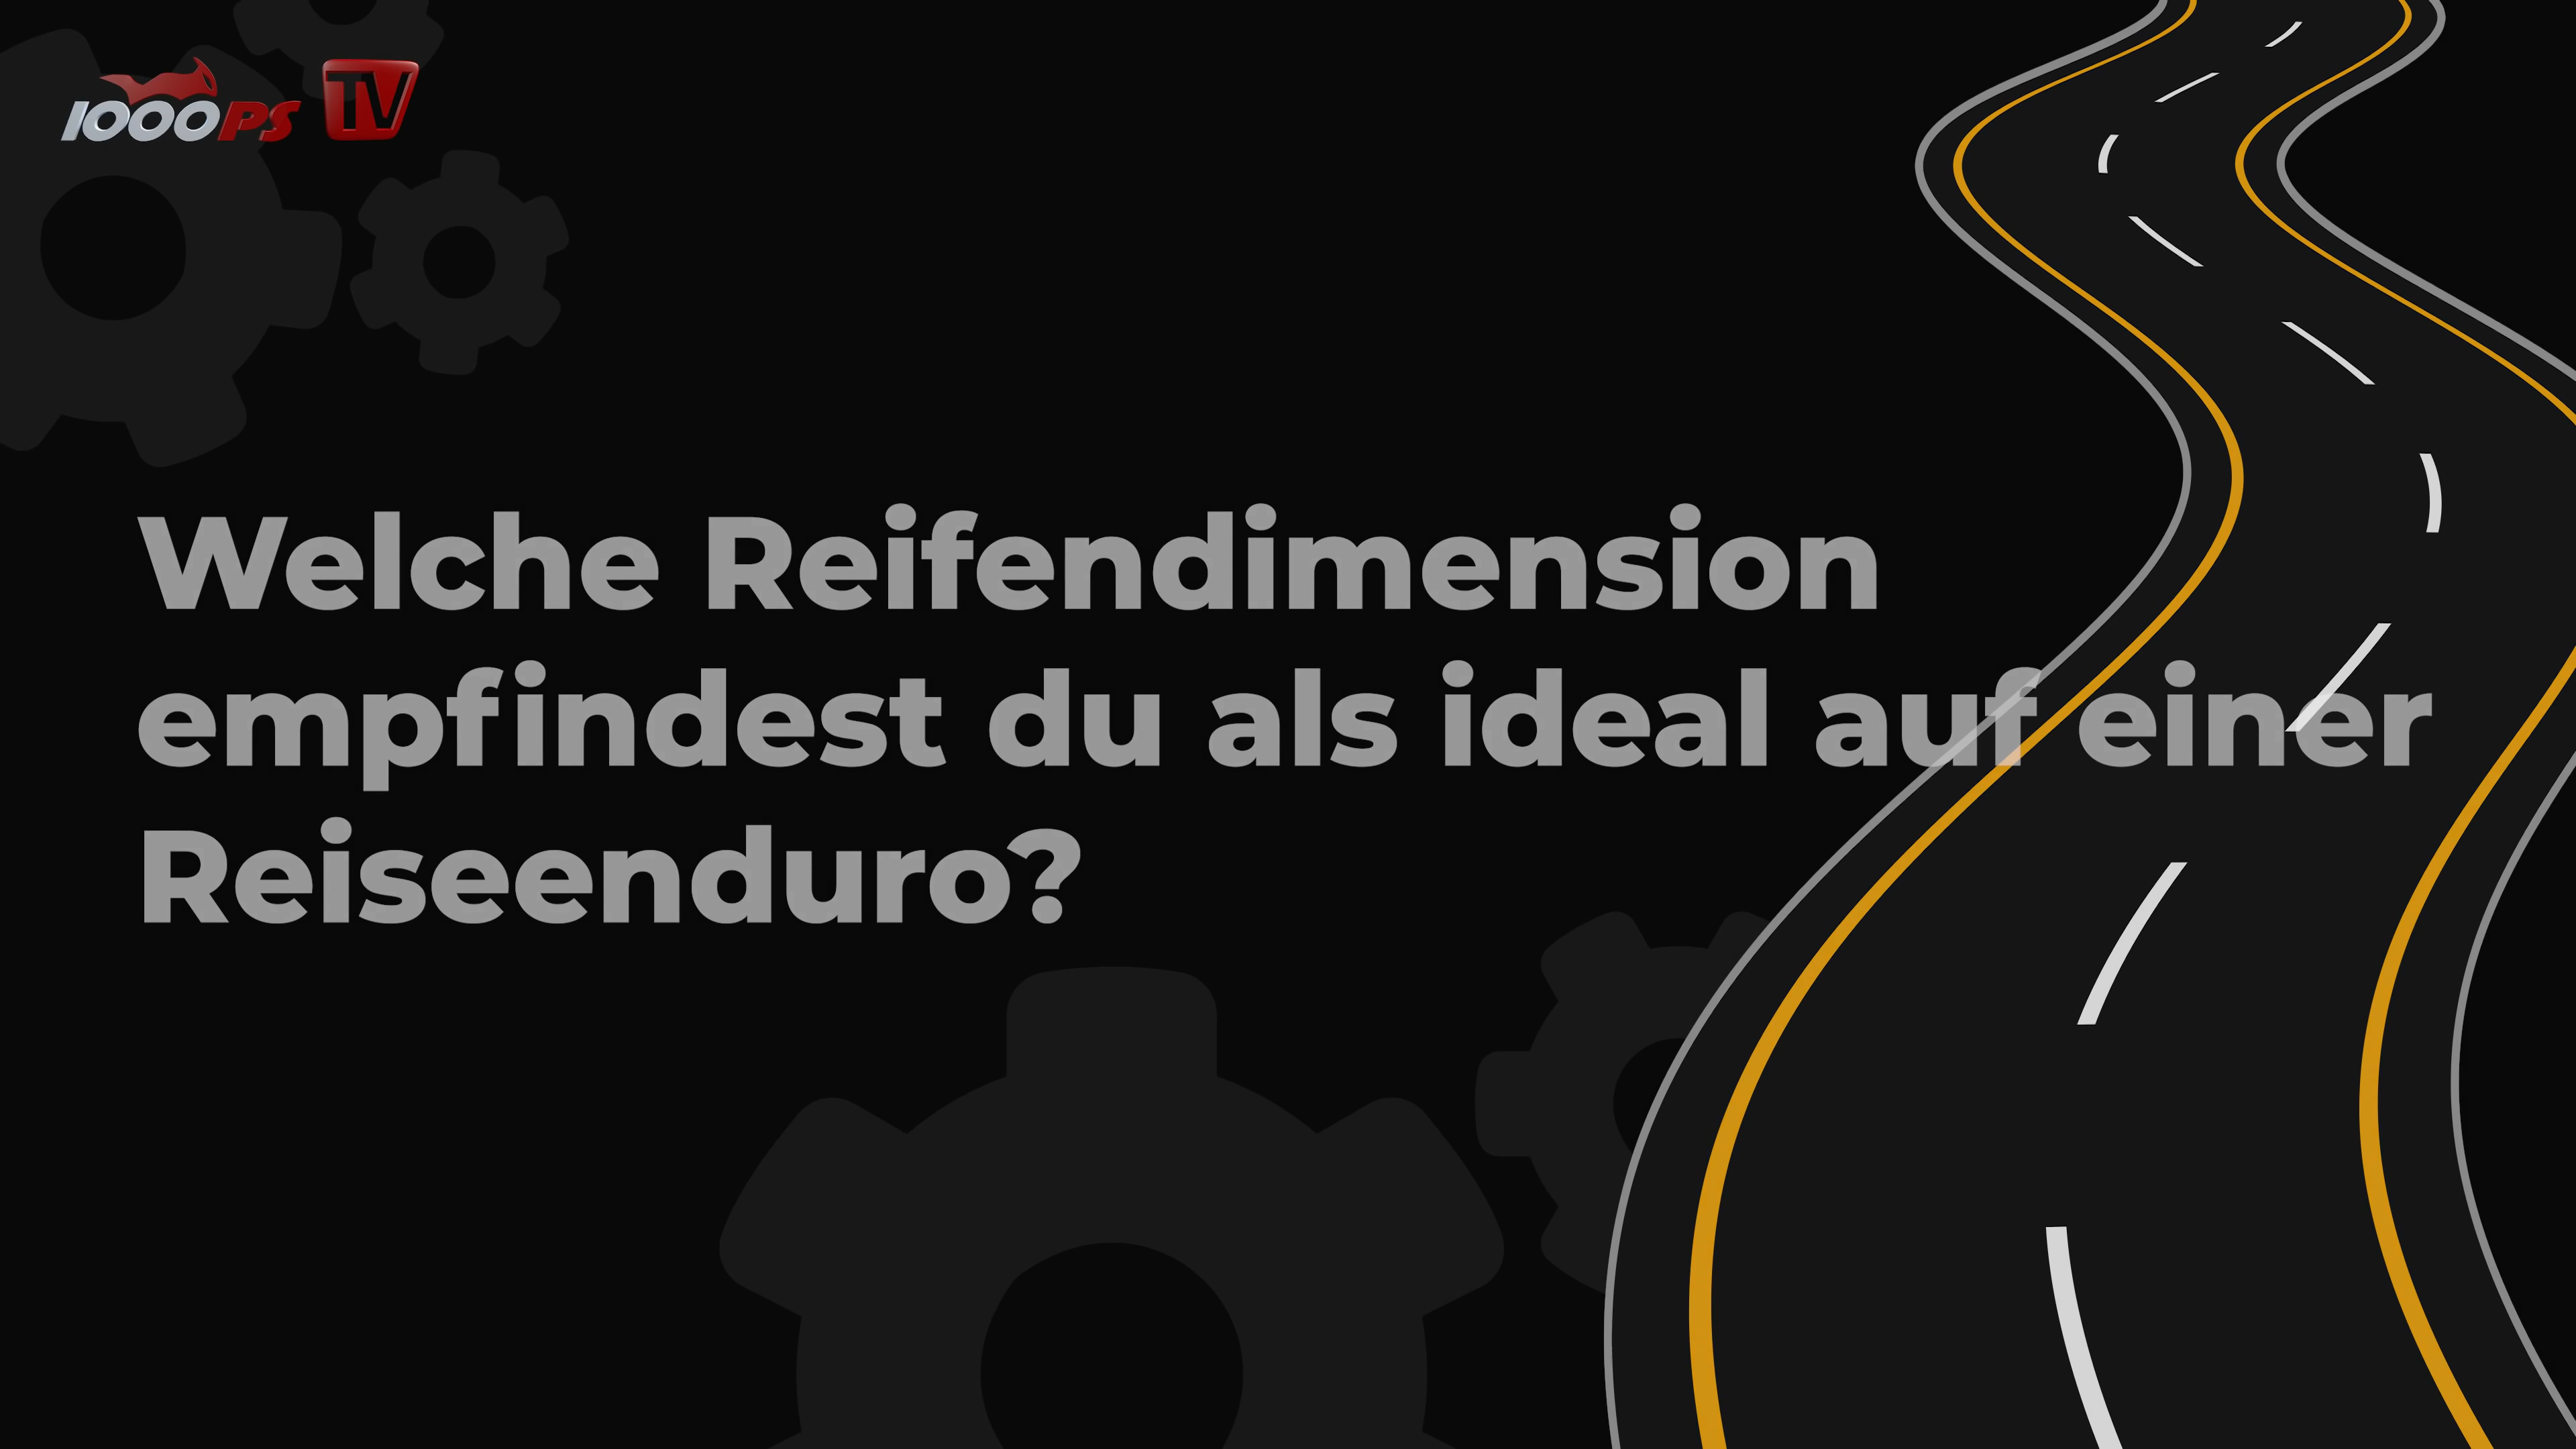 1000PS TV
Welche Reifendimension
empfindest du als ideal auf einer
Reiseenduro?